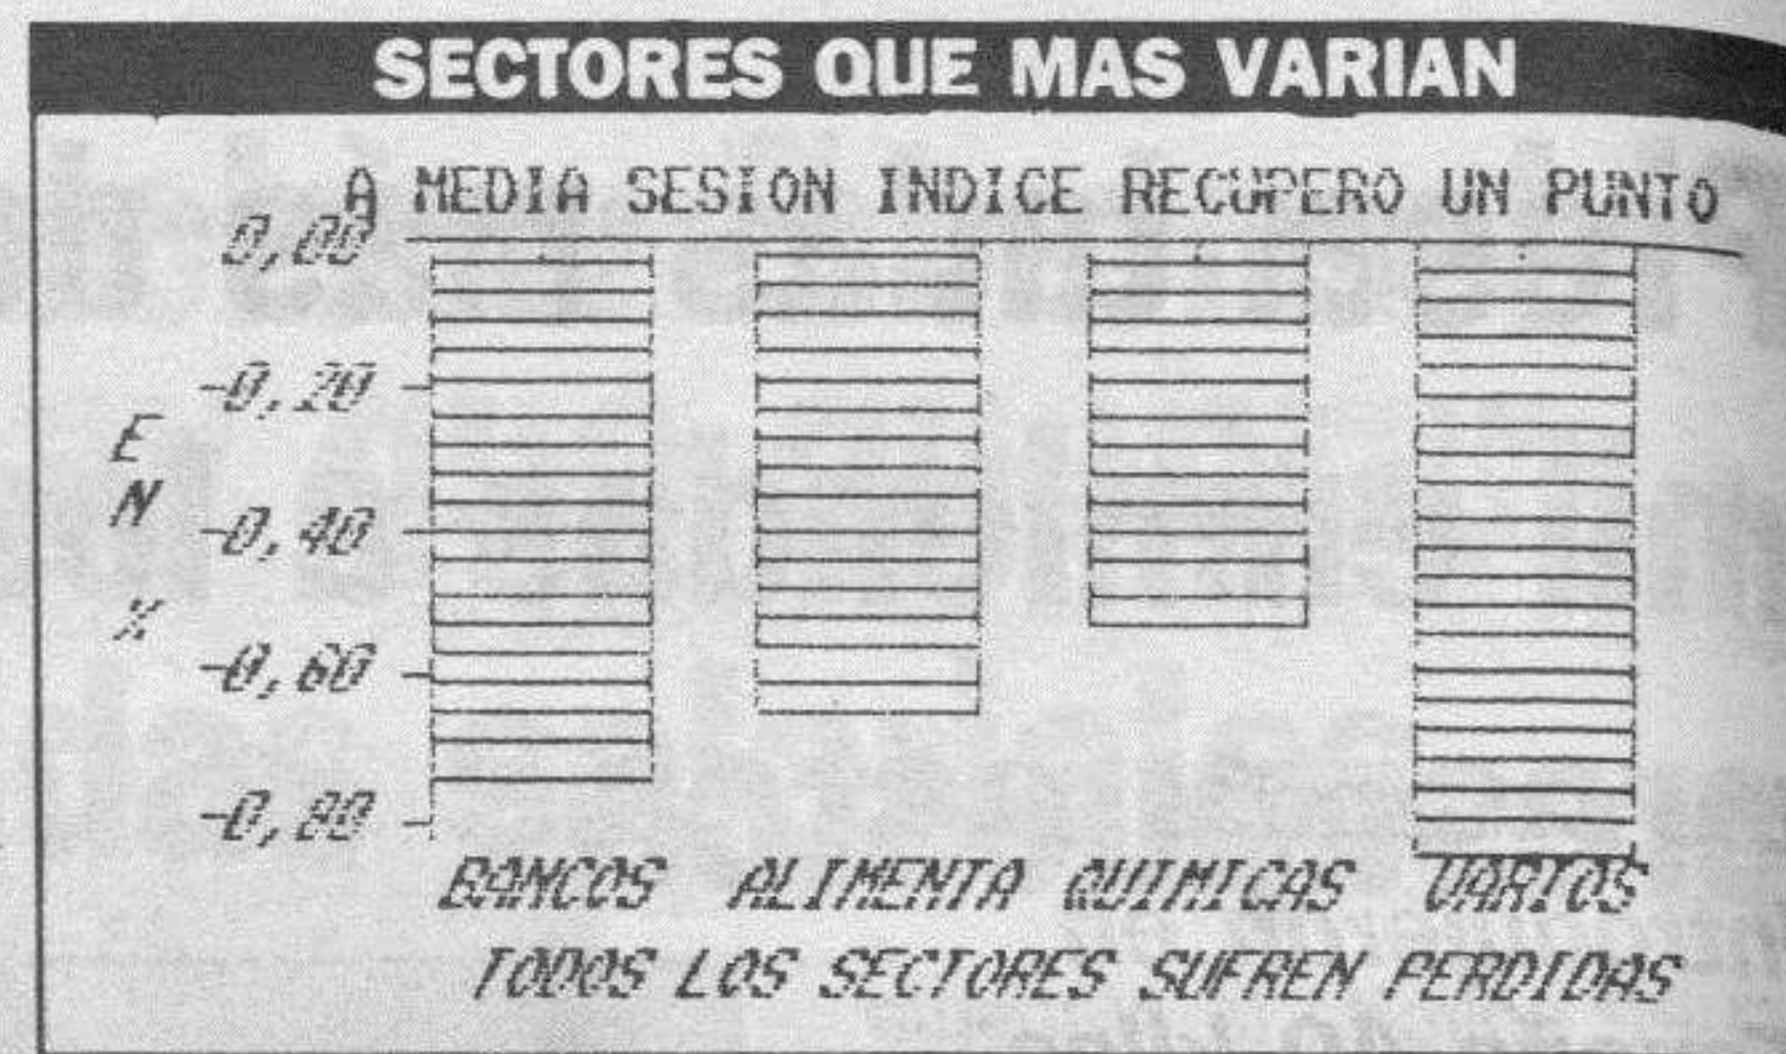 SECTORES QUE MAS VARIAN
A MEDIA SESION INDICE RECUPERO UN PUNTO
0,00
-0,20
-0,40
-0,60
-0,80
E
N
%
BANCOS ALIMENTA QUIMICAS VARIOS
TODOS LOS SECTORES SUFREN PERDIDAS